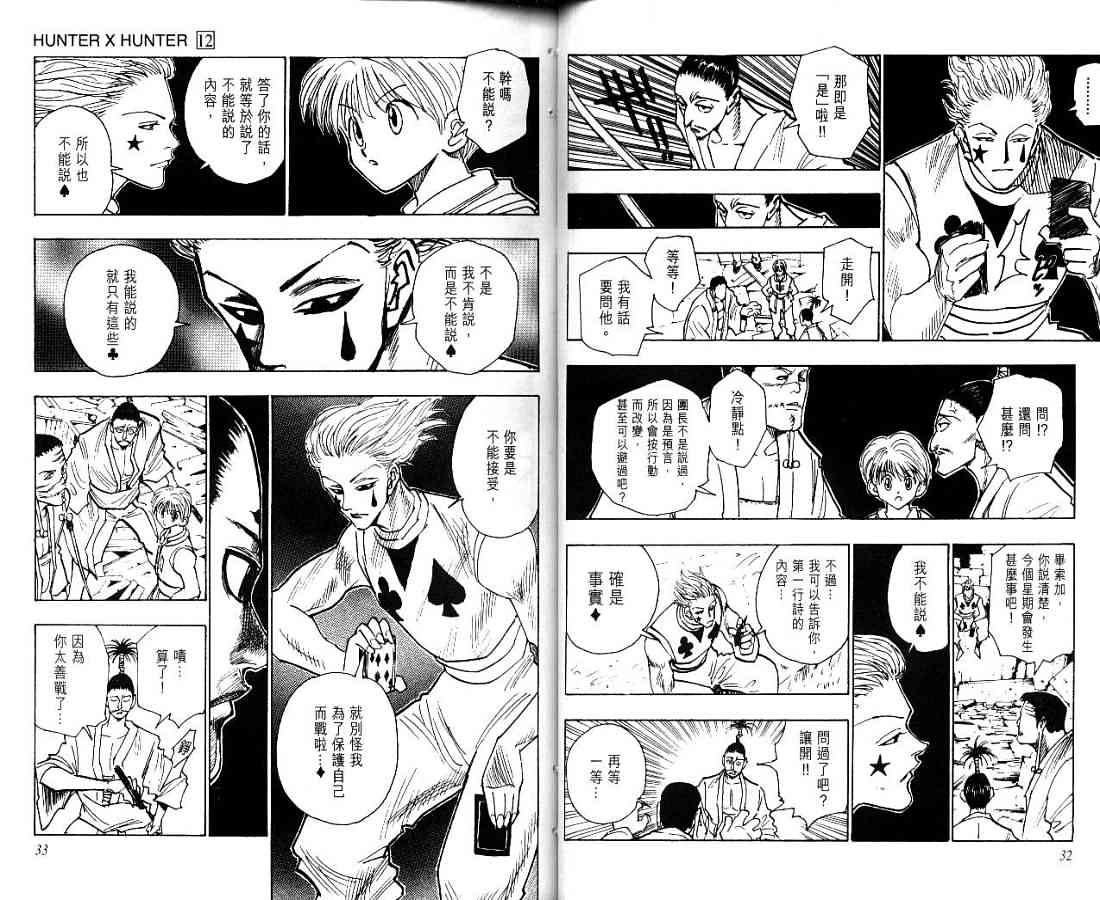 HUNTER X HUNTER 12
⋯⋯⋯
那即是
「是」啦!!
走開!
等等!
我有話
要問他。
問!?
還問
甚麼!?
冷靜點!
團長不是說過,
因為是預言,
所以會按行動
而改變,
甚至可以避過吧?
畢索加,
你說清楚,
今個星期會發生
甚麼事吧!
我不能說♠
不過…
我可以告訴你,
第一行詩的
內容…
確是
事實♦
問過了吧?
讓開!!
再等
一等…
32
幹嗎
不能說?
答了你的話,
就等於說了
不能說的
內容,
所以也
不能說♠
不是
我不肯說,
而是不能說♠
我能說的
就只有這些♣
你要是
不能接受,
就別怪我
為了保護自己
而戰啦…♦
嘖…
算了!
因為
你太善戰了…
鏘
33